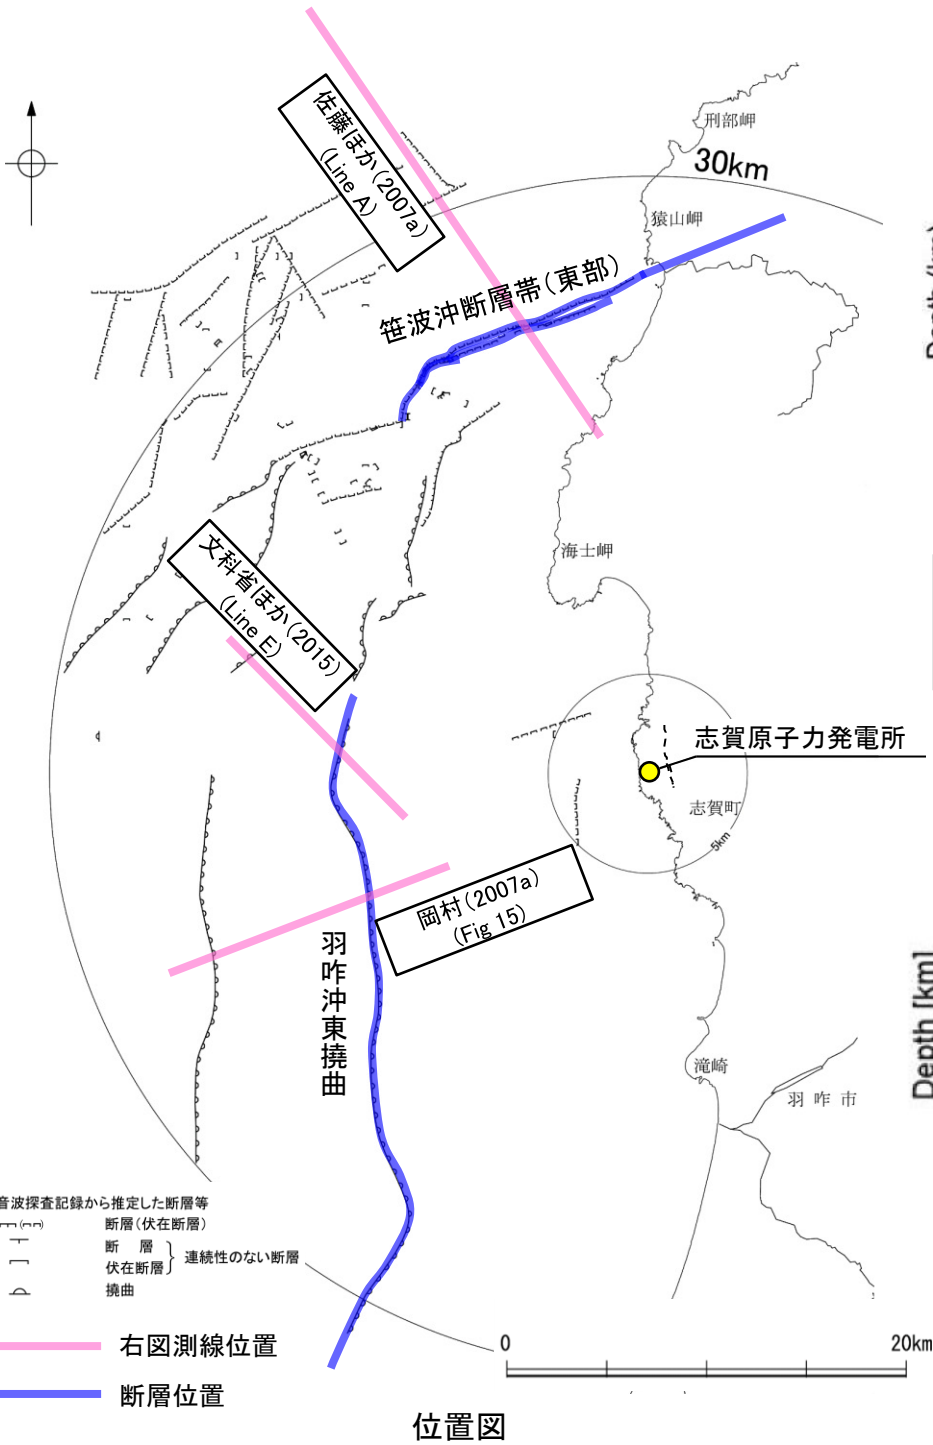 刑部岬
30km
佐藤ほか(2007a)
(Line A)
猿山岬
笹波沖断層帯(東部)
海士岬
文科省ほか(2015)
(Line E)
志賀原子力発電所
志賀町
5km
岡村(2007a)
(Fig 15)
羽咋沖東撓曲
Depth [km]
滝崎
羽咋市
音波探査記録から推定した断層等
断層(伏在断層)
断 層
伏在断層
連続性のない断層
撓曲
右図測線位置
断層位置
0 20km
位置図